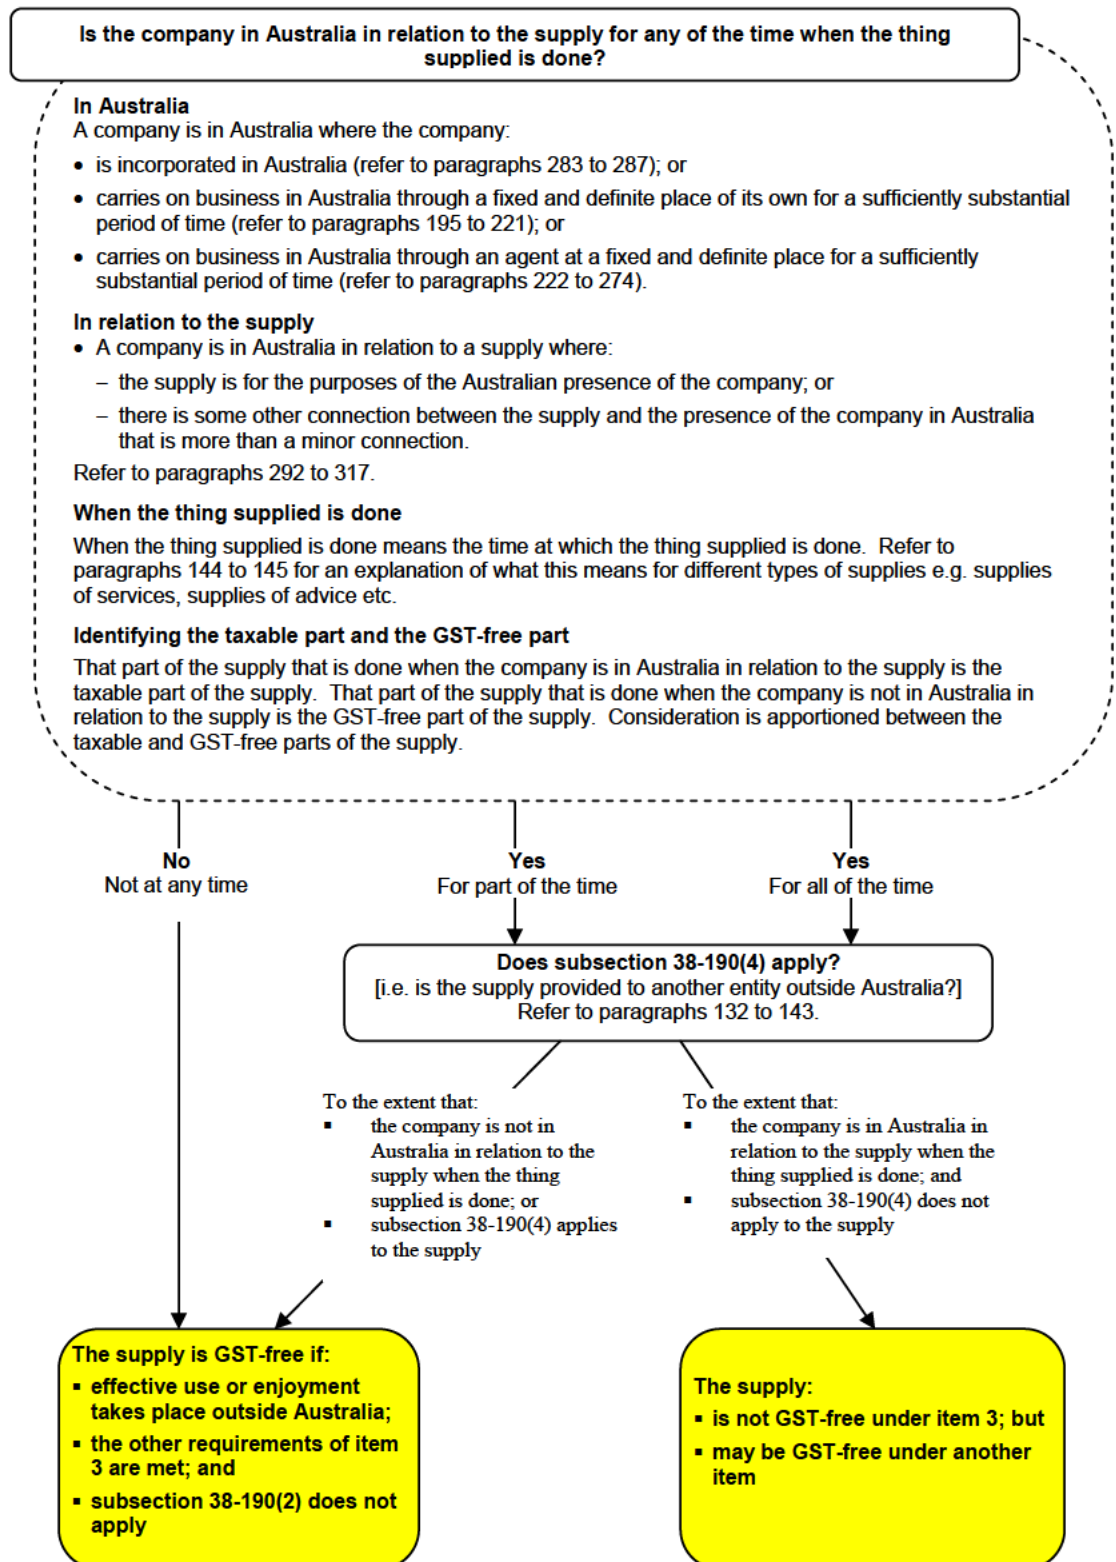 Is the company in Australia in relation to the supply for any of the time when the thing
supplied is done?
In Australia
A company is in Australia where the company:
• is incorporated in Australia (refer to paragraphs 283 to 287); or
• carries on business in Australia through a fixed and definite place of its own for a sufficiently substantial
period of time (refer to paragraphs 195 to 221); or
• carries on business in Australia through an agent at a fixed and definite place for a sufficiently
substantial period of time (refer to paragraphs 222 to 274).
In relation to the supply
• A company is in Australia in relation to a supply where:
– the supply is for the purposes of the Australian presence of the company; or
– there is some other connection between the supply and the presence of the company in Australia
that is more than a minor connection.
Refer to paragraphs 292 to 317.
When the thing supplied is done
When the thing supplied is done means the time at which the thing supplied is done. Refer to
paragraphs 144 to 145 for an explanation of what this means for different types of supplies e.g. supplies
of services, supplies of advice etc.
Identifying the taxable part and the GST-free part
That part of the supply that is done when the company is in Australia in relation to the supply is the
taxable part of the supply. That part of the supply that is done when the company is not in Australia in
relation to the supply is the GST-free part of the supply. Consideration is apportioned between the
taxable and GST-free parts of the supply.
No
Not at any time
Yes
For part of the time
Yes
For all of the time
Does subsection 38-190(4) apply?
[i.e. is the supply provided to another entity outside Australia?]
Refer to paragraphs 132 to 143.
To the extent that:
▪ the company is not in
Australia in relation to the
supply when the thing
supplied is done; or
▪ subsection 38-190(4) applies
to the supply
To the extent that:
▪ the company is in Australia in
relation to the supply when the
thing supplied is done; and
▪ subsection 38-190(4) does not
apply to the supply
The supply is GST-free if:
▪ effective use or enjoyment
takes place outside Australia;
▪ the other requirements of item
3 are met; and
▪ subsection 38-190(2) does not
apply
The supply:
▪ is not GST-free under item 3; but
▪ may be GST-free under another
item